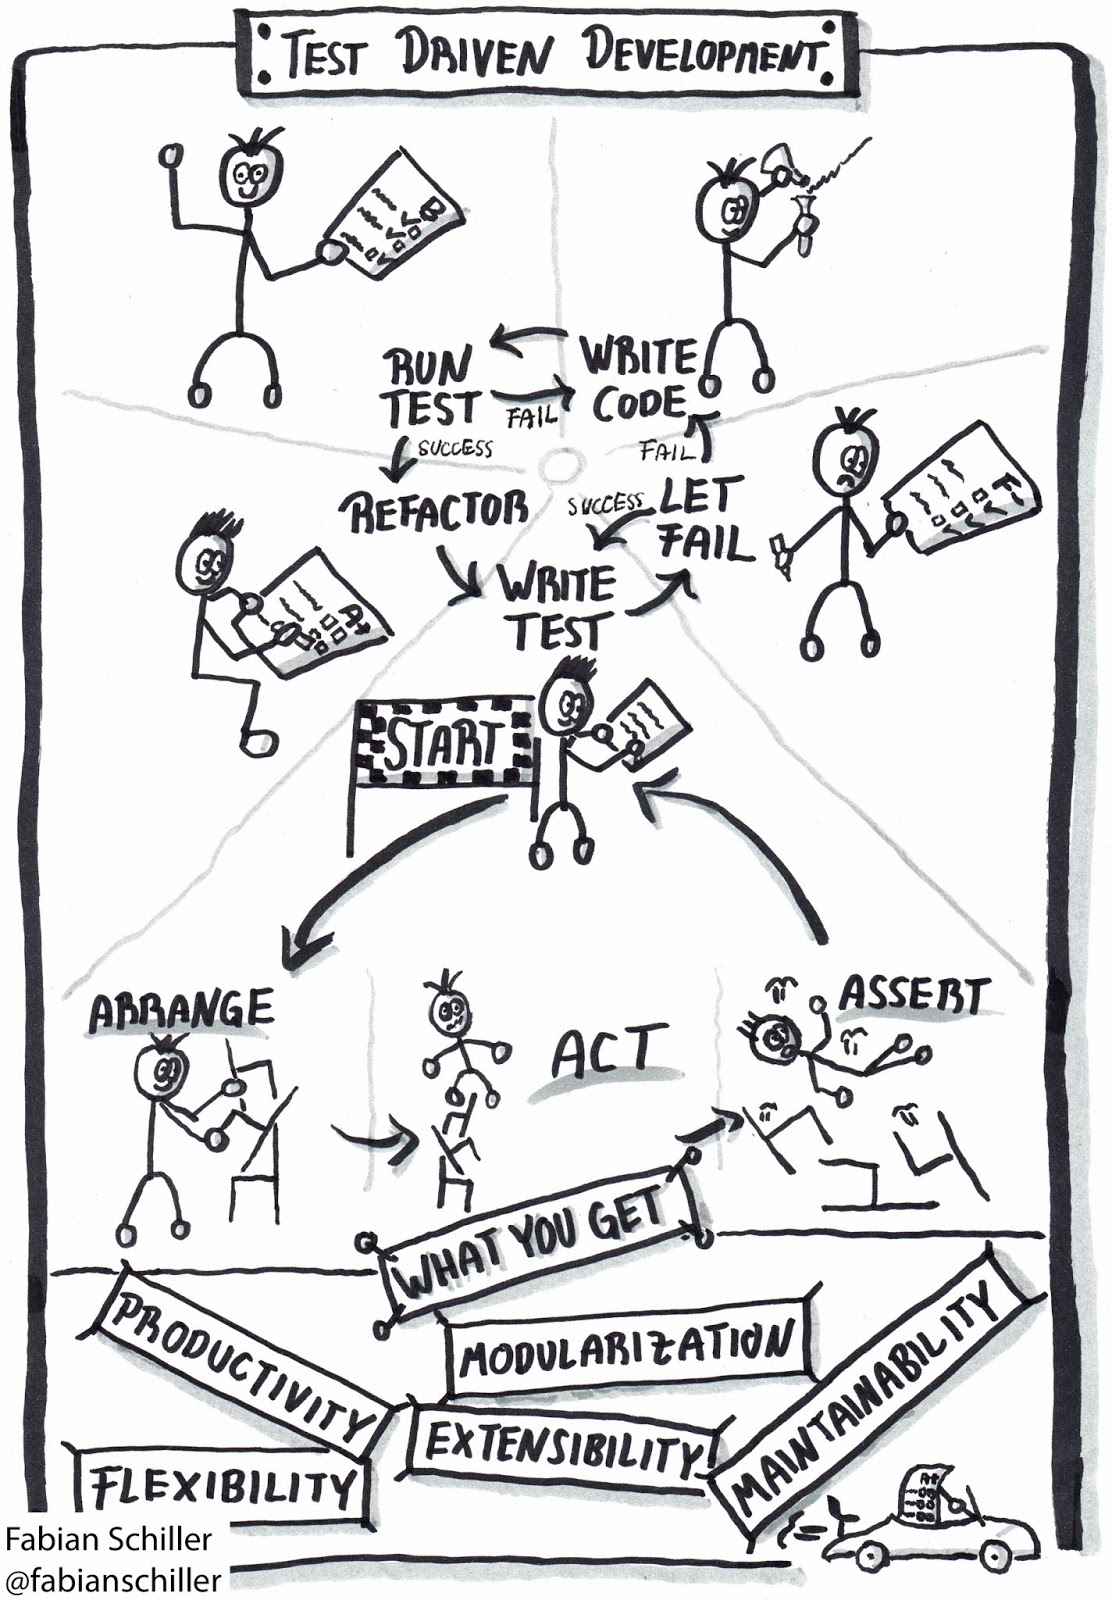 TEST DRIVEN DEVELOPMENT
B
RUN
TEST
WRITE
CODE
FAIL
SUCCESS
FAIL
REFACTOR
SUCCESS
LET
FAIL
F-
WRITE
TEST
A+
START
ARRANGE
ACT
ASSERT
WHAT YOU GET
PRODUCTIVITY
MODULARIZATION
MAINTAINABILITY
EXTENSIBILITY
FLEXIBILITY
A+
Fabian Schiller
@fabianschiller